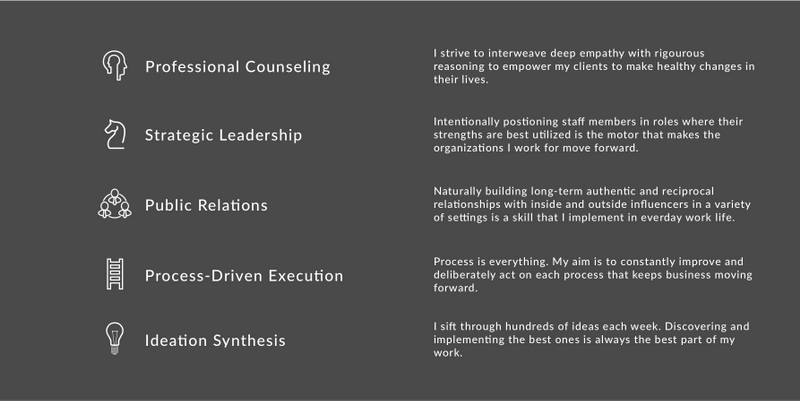 Professional Counseling
I strive to interweave deep empathy with rigourous
reasoning to empower my clients to make healthy changes in
their lives.
Strategic Leadership
Intentionally postioning staff members in roles where their
strengths are best utilized is the motor that makes the
organizations I work for move forward.
Public Relations
Naturally building long-term authentic and reciprocal
relationships with inside and outside influencers in a variety
of settings is a skill that I implement in everday work life.
Process-Driven Execution
Process is everything. My aim is to constantly improve and
deliberately act on each process that keeps business moving
forward.
Ideation Synthesis
I sift through hundreds of ideas each week. Discovering and
implementing the best ones is always the best part of my
work.